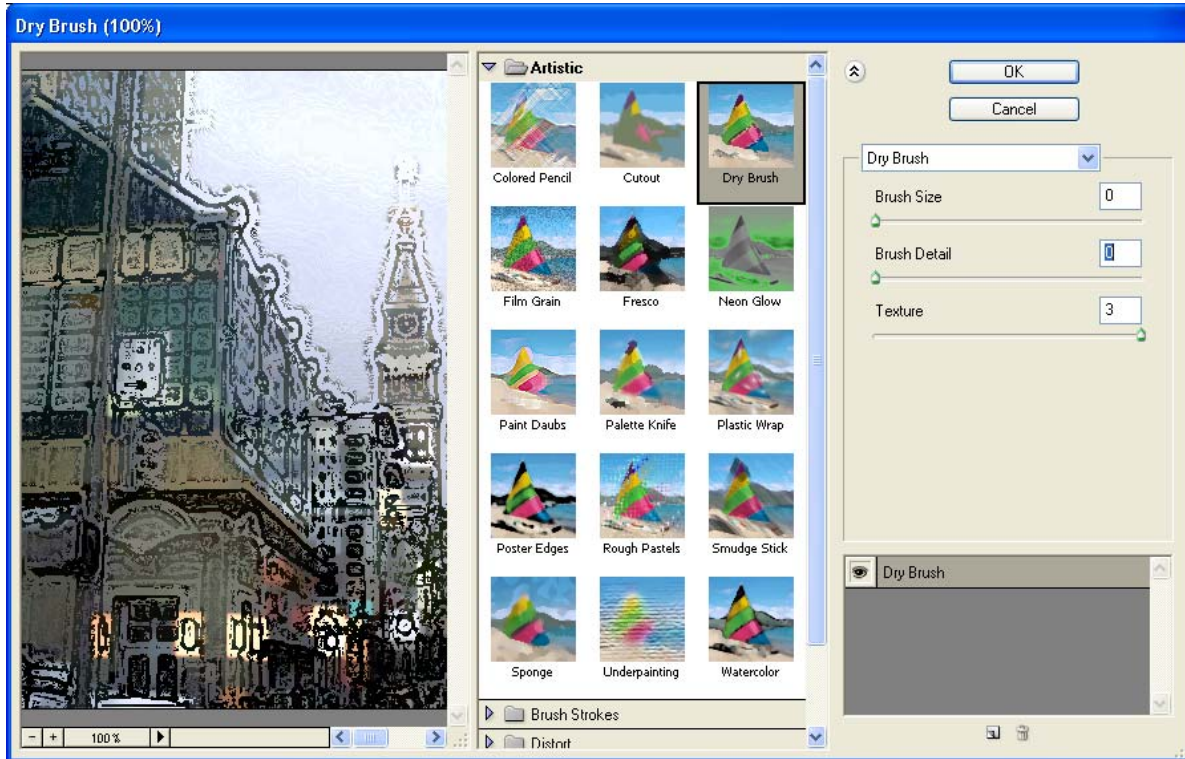 Dry Brush (100%)
Artistic
Colored Pencil
Cutout
Dry Brush
Film Grain
Fresco
Neon Glow
Paint Daubs
Palette Knife
Plastic Wrap
Poster Edges
Rough Pastels
Smudge Stick
Sponge
Underpainting
Watercolor
Brush Strokes
Distort
- + 100%
OK
Cancel
Dry Brush
Brush Size 0
Brush Detail 0
Texture 3
Dry Brush